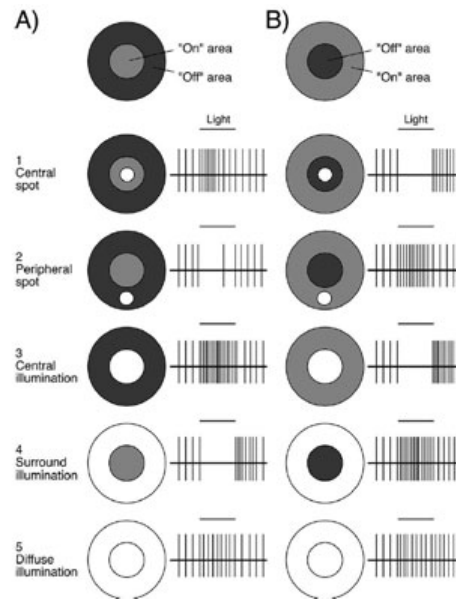 A)
"On" area
"Off" area
B)
"Off" area
"On" area
Light
Light
1
Central
spot
2
Peripheral
spot
3
Central
illumination
4
Surround
illumination
5
Diffuse
illumination